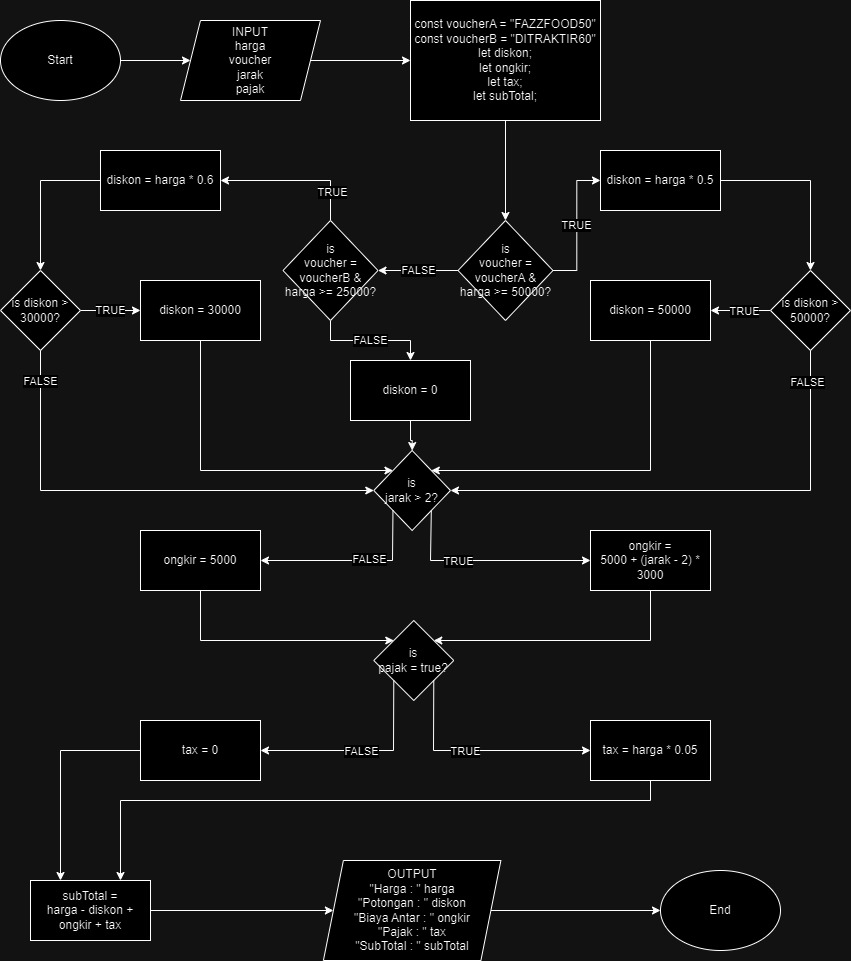 Start
INPUT
harga
voucher
jarak
pajak
const voucherA = "FAZZFOOD50"
const voucherB = "DITRAKTIR60"
let diskon;
let ongkir;
let tax;
let subTotal;
diskon = harga * 0.6
TRUE
diskon = harga * 0.5
TRUE
is
voucher =
voucherB &
harga >= 25000?
FALSE
is
voucher =
voucherA &
harga >= 50000?
is diskon >
30000?
TRUE
diskon = 30000
diskon = 50000
TRUE
is diskon >
50000?
FALSE
FALSE
FALSE
diskon = 0
is
jarak > 2?
ongkir = 5000
FALSE
TRUE
ongkir =
5000 + (jarak - 2) *
3000
is
pajak = true?
tax = 0
FALSE
TRUE
tax = harga * 0.05
subTotal =
harga - diskon +
ongkir + tax
OUTPUT
"Harga : " harga
"Potongan : " diskon
"Biaya Antar : " ongkir
"Pajak : " tax
"SubTotal : " subTotal
End